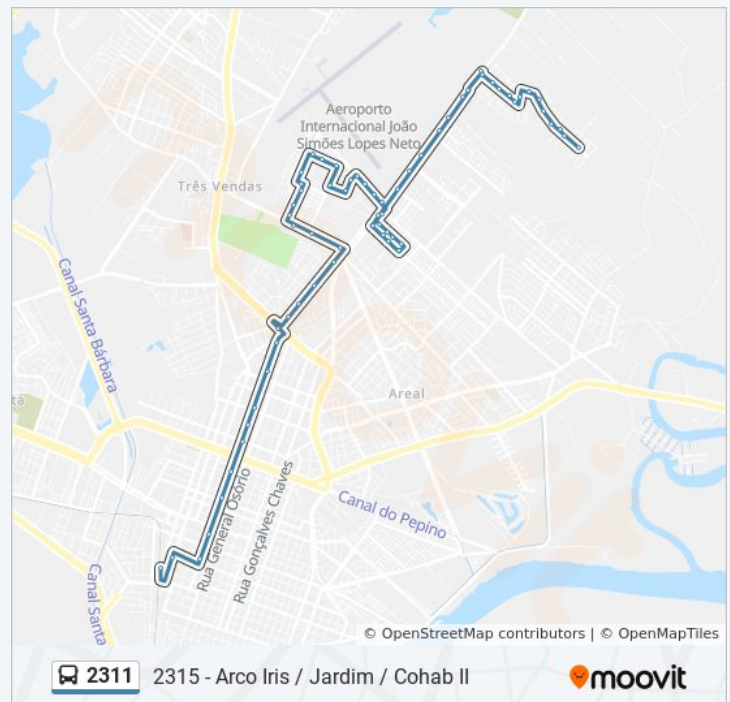 Aeroporto
Internacional João
Simões Lopes Neto
Três Vendas
Canal Santa Bárbara
Areal
ta
Rua General Osório
Rua Gonçalves Chaves
Canal do Pepino
Canal Santa
© OpenStreetMap contributors | © OpenMapTiles
2311 2315 - Arco Iris / Jardim / Cohab II moovit